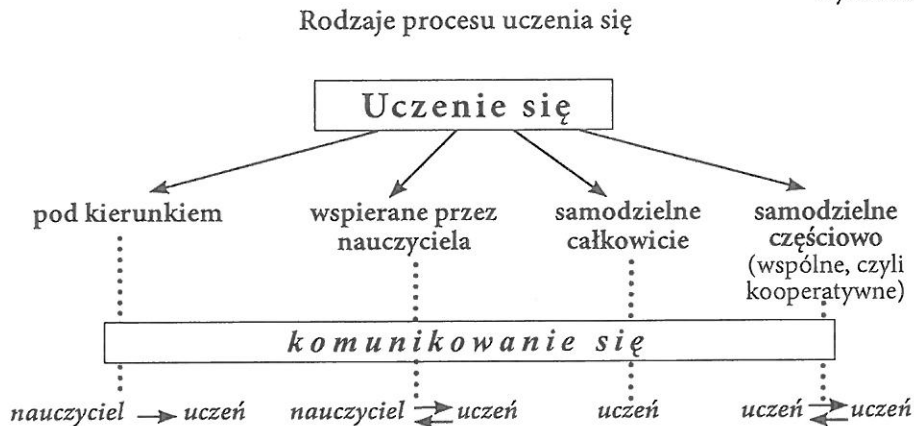 Rodzaje procesu uczenia się
Uczenie się
pod kierunkiem
wspierane przez
nauczyciela
samodzielne
całkowicie
samodzielne
częściowo
(wspólne, czyli
kooperatywne)
komunikowanie się
nauczyciel → uczeń
nauczyciel ⇄ uczeń
uczeń
uczeń ⇄ uczeń